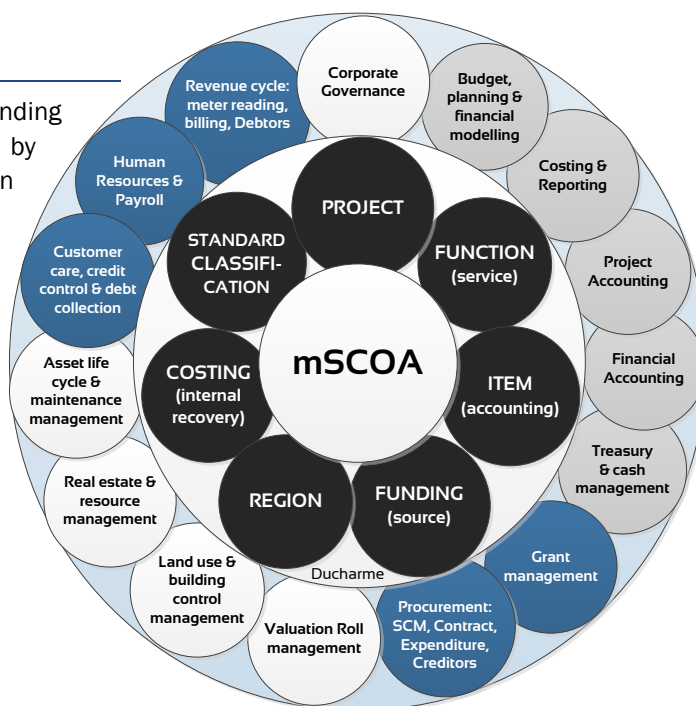 nding
by
n
Corporate
Governance
Budget,
planning &
financial
modelling
Costing &
Reporting
Project
Accounting
Financial
Accounting
Treasury
& cash
management
Grant
management
Procurement:
SCM, Contract,
Expenditure,
Creditors
Valuation Roll
management
Land use &
building
control
management
Real estate &
resource
management
Asset life
cycle &
maintenance
management
Customer
care, credit
control & debt
collection
Human
Resources &
Payroll
Revenue cycle:
meter reading,
billing, Debtors
PROJECT
FUNCTION
(service)
ITEM
(accounting)
FUNDING
(source)
REGION
COSTING
(internal
recovery)
STANDARD
CLASSIFI-
CATION
mSCOA
Ducharme